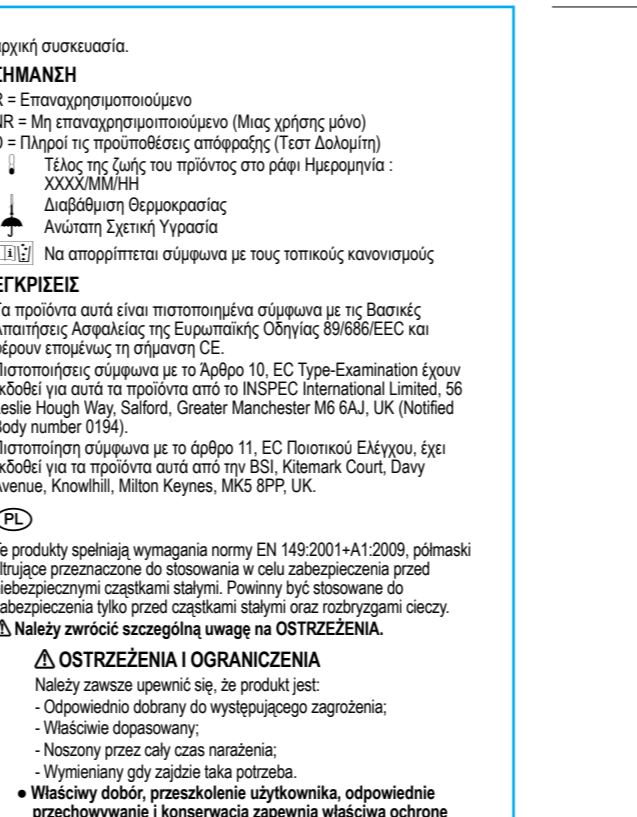 αρχική συσκευασία.
ΣΗΜΑΝΣΗ
R = Επαναχρησιμοποιούμενο
NR = Μη επαναχρησιμοιποιούμενο (Μιας χρήσης μόνο)
D = Πληροί τις προϋποθέσεις απόφραξης (Τεστ Δολομίτη)
Τέλος της ζωής του πρϊόντος στο ράφι Ημερομηνία :
XXXX/MM/HH
Διαβάθμιση Θερμοκρασίας
Ανώτατη Σχετική Υγρασία
Να απορρίπτεται σύμφωνα με τους τοπικούς κανονισμούς
ΕΓΚΡΙΣΕΙΣ
Τα προϊόντα αυτά είναι πιστοποιημένα σύμφωνα με τις Βασικές
Απαιτήσεις Ασφαλείας της Ευρωπαϊκής Οδηγίας 89/686/EEC και
φέρουν επομένως τη σήμανση CE.
Πιστοποιήσεις σύμφωνα με το Άρθρο 10, EC Type-Examination έχουν
εκδοθεί για αυτά τα προϊόντα από το INSPEC International Limited, 56
Leslie Hough Way, Salford, Greater Manchester M6 6AJ, UK (Notified
Body number 0194).
Πιστοποίηση σύμφωνα με το άρθρο 11, EC Ποιοτικού Ελέγχου, έχει
εκδοθεί για τα προϊόντα αυτά από την BSI, Kitemark Court, Davy
Avenue, Knowlhill, Milton Keynes, MK5 8PP, UK.
PL
Te produkty spełniają wymagania normy EN 149:2001+A1:2009, półmaski
filtrujące przeznaczone do stosowania w celu zabezpieczenia przed
niebezpiecznymi cząstkami stałymi. Powinny być stosowane do
zabezpieczenia tylko przed cząstkami stałymi oraz rozbryzgami cieczy.
⚠ Należy zwrócić szczególną uwagę na OSTRZEŻENIA.
⚠ OSTRZEŻENIA I OGRANICZENIA
Należy zawsze upewnić się, że produkt jest:
- Odpowiednio dobrany do występującego zagrożenia;
- Właściwie dopasowany;
- Noszony przez cały czas narażenia;
- Wymieniany gdy zajdzie taka potrzeba.
● Właściwy dobór, przeszkolenie użytkownika, odpowiednie
przechowywanie i konserwacja zapewnią właściwą ochronę